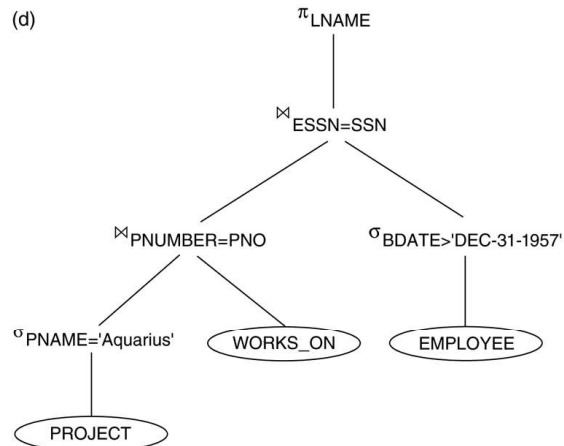 (d)
π LNAME
⋈ ESSN=SSN
⋈ PNUMBER=PNO
σ BDATE>'DEC-31-1957'
σ PNAME='Aquarius'
WORKS_ON
EMPLOYEE
PROJECT